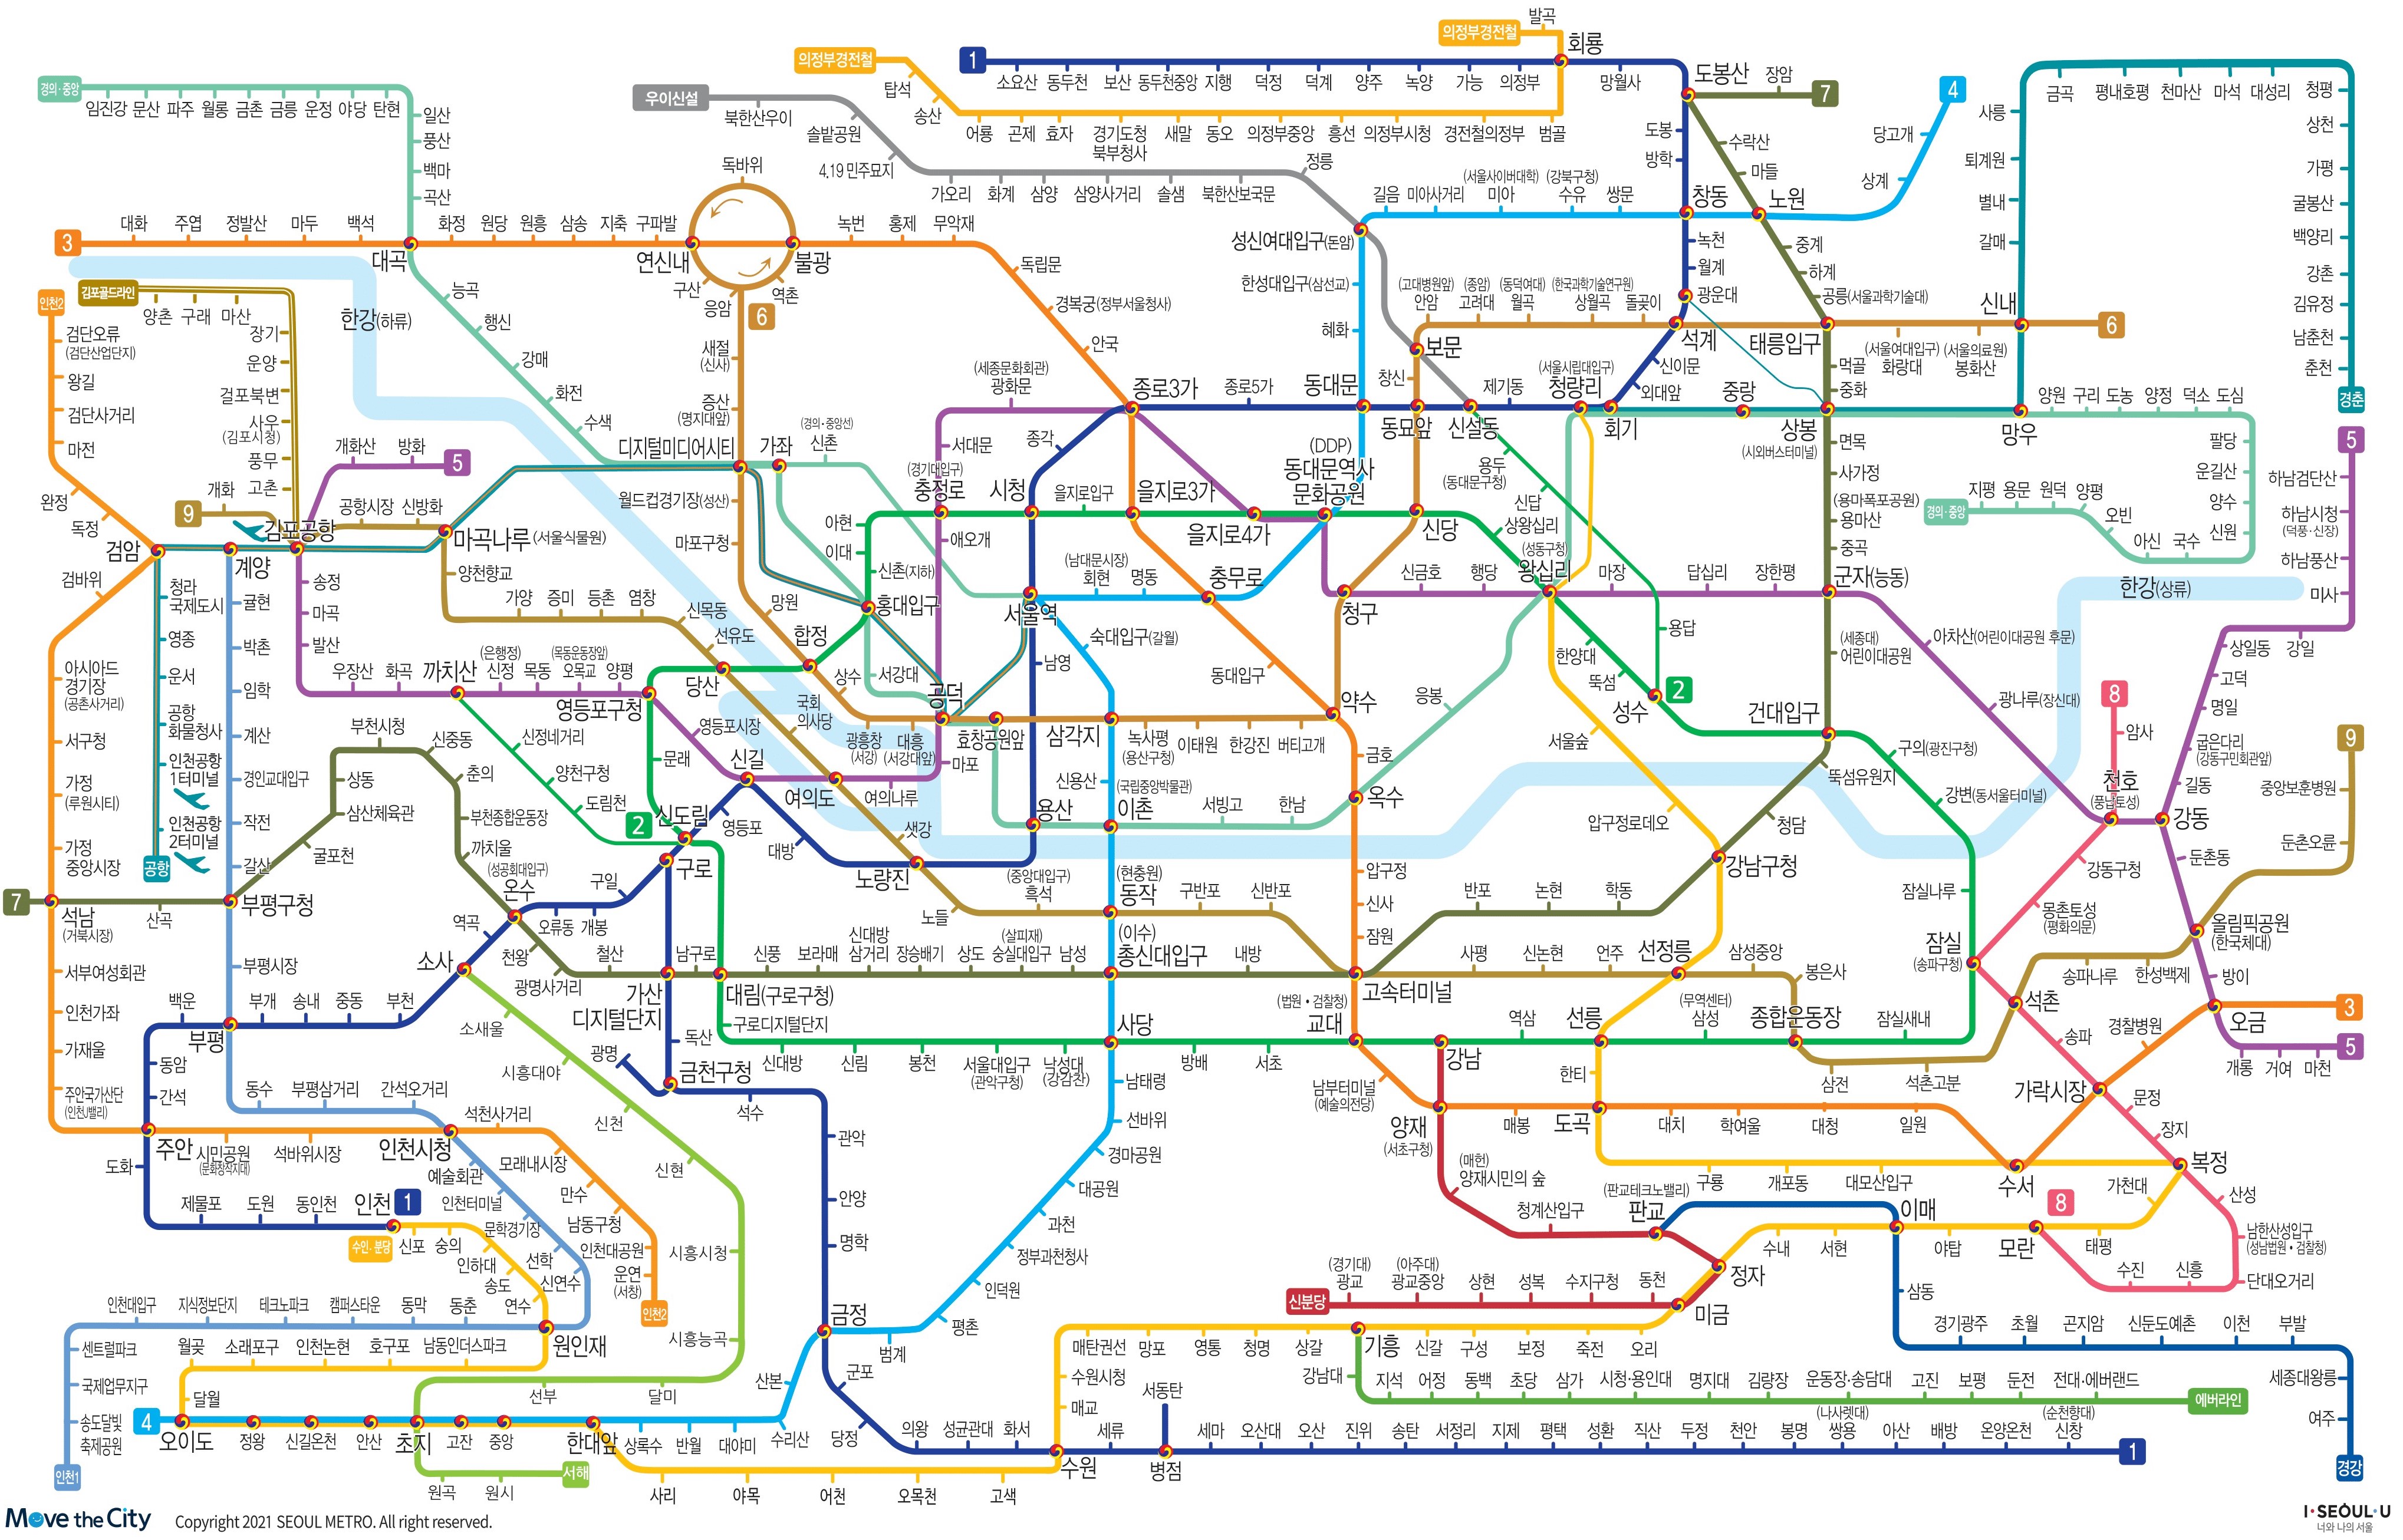 발곡
의정부경전철
회룡
의정부경전철
1
소요산 동두천 보산 동두천중앙 지행 덕정 덕계 양주 녹양 가능 의정부 망월사
도봉산 장암 7
4
금곡 평내호평 천마산 마석 대성리
청평
상천
가평
굴봉산
백양리
강촌
김유정
남춘천
춘천
경춘
경의·중앙
임진강 문산 파주 월롱 금촌 금릉 운정 야당 탄현
일산
풍산
백마
곡산
우이신설
북한산우이
솔밭공원
4.19 민주묘지
가오리 화계 삼양 삼양사거리 솔샘 북한산보국문
정릉
탑석
송산
어룡 곤제 효자 경기도청
북부청사
새말 동오 의정부중앙 흥선 의정부시청 경전철의정부 범골
도봉
방학
수락산
마들
당고개
상계
사릉
퇴계원
별내
갈매
3
대화 주엽 정발산 마두 백석
대곡
화정 원당 원흥 삼송 지축 구파발
연신내
독바위
불광
구산
응암
역촌
6
녹번 홍제 무악재
독립문
경복궁(정부서울청사)
안국
성신여대입구(돈암)
길음 미아사거리
(서울사이버대학)
미아
(강북구청)
수유
쌍문
창동
노원
한성대입구(삼선교)
혜화
녹천
월계
광운대
중계
하계
공릉(서울과학기술대)
(고대병원앞)
안암
(종암)
고려대
(동덕여대)
월곡
(한국과학기술연구원)
상월곡
돌곶이
석계
태릉입구
(서울여대입구)
화랑대
(서울의료원)
봉화산
신내
6
인천2
검단오류
(검단산업단지)
왕길
검단사거리
마전
완정
독정
김포골드라인
양촌 구래 마산
장기
운양
걸포북변
사우
(김포시청)
풍무
고촌
한강(하류)
능곡
행신
강매
화전
수색
새절
(신사)
증산
(명지대앞)
디지털미디어시티
가좌
(경의·중앙선)
신촌
(세종문화회관)
광화문
종로3가
종로5가
동대문
보문
창신
동묘앞
신설동
제기동
(서울시립대입구)
청량리
회기
신이문
외대앞
중랑
상봉
(시외버스터미널)
먹골
중화
망우
양원 구리 도농 양정 덕소 도심
팔당
운길산
양수
신원
경의·중앙
지평 용문 원덕 양평
오빈
아신
국수
5
하남검단산
하남시청
(덕풍·신장)
하남풍산
미사
개화산 방화
5
9
개화
김포공항
공항시장 신방화
마곡나루(서울식물원)
월드컵경기장(성산)
마포구청
서대문
(경기대입구)
충정로
종각
시청
을지로입구
을지로3가
을지로4가
(DDP)
동대문역사
문화공원
신당
용두
(동대문구청)
신답
상왕십리
(성동구청)
왕십리
면목
사가정
(용마폭포공원)
용마산
중곡
아현
이대
신촌(지하)
애오개
검암
계양
검바위
청라
국제도시
영종
운서
공항
화물청사
인천공항
1터미널
인천공항
2터미널
공항
귤현
박촌
임학
계산
경인교대입구
작전
갈산
송정
마곡
발산
양천향교
가양 증미 등촌 염창
신목동
선유도
망원
합정
홍대입구
서울역
(남대문시장)
회현
명동
충무로
청구
신금호 행당
마장 답십리 장한평
군자(능동)
한강(상류)
아시아드
경기장
(공촌사거리)
서구청
가정
(루원시티)
가정
중앙시장
우장산 화곡
까치산
(은행정)
신정
목동
(목동운동장앞)
오목교
양평
영등포구청
당산
상수
서강대
공덕
남영
숙대입구(갈월)
동대입구
약수
응봉
용답
한양대
뚝섬
성수
2
(세종대)
어린이대공원
아차산(어린이대공원 후문)
광나루(장신대)
상일동 강일
고덕
명일
굽은다리
(강동구민회관앞)
길동
8
암사
천호
(풍납토성)
강동
9
중앙보훈병원
둔촌오륜
부천시청
상동
삼산체육관
굴포천
신중동
춘의
부천종합운동장
까치울
신정네거리
양천구청
도림천
2
신도림
문래
영등포시장
신길
국회
의사당
여의도
광흥창
(서강)
대흥
(서강대앞)
마포
여의나루
효창공원앞
삼각지
녹사평
(용산구청)
이태원 한강진 버티고개
신용산
(국립중앙박물관)
이촌
용산
서빙고 한남
금호
옥수
서울숲
압구정로데오
건대입구
뚝섬유원지
청담
구의(광진구청)
강변(동서울터미널)
강남구청
잠실나루
강동구청
둔촌동
영등포
대방
샛강
노량진
구로
구일
(성공회대입구)
온수
오류동 개봉
역곡
7
석남
(거북시장)
산곡
부평구청
노들
(중앙대입구)
흑석
(현충원)
동작
구반포 신반포
압구정
신사
잠원
반포 논현 학동
몽촌토성
(평화의문)
올림픽공원
(한국체대)
서부여성회관
인천가좌
가재울
주안국가산단
(인천J밸리)
부평시장
소사
천왕
광명사거리
철산
남구로
신풍 보라매
신대방
삼거리
장승배기 상도
(살피재)
숭실대입구
남성
(이수)
총신대입구
내방
고속터미널
사평 신논현 언주
선정릉
삼성중앙
봉은사
잠실
(송파구청)
송파나루 한성백제
방이
백운
부평
부개 송내 중동 부천
소새울
시흥대야
신천
신현
시흥시청
시흥능곡
가산
디지털단지
대림(구로구청)
구로디지털단지
독산
광명
금천구청
신대방 신림 봉천
서울대입구
(관악구청)
낙성대
(강감찬)
사당
방배 서초
(법원·검찰청)
교대
강남
역삼
선릉
(무역센터)
삼성
종합운동장
잠실새내
석촌
3
오금
5
개롱 거여 마천
동암
간석
주안
도화
동수 부평삼거리 간석오거리
시민공원
(문화창작지대)
석바위시장
인천시청
석천사거리
모래내시장
만수
남동구청
인천대공원
운연
(서창)
인천2
석수
관악
안양
명학
금정
남태령
선바위
경마공원
대공원
과천
정부과천청사
인덕원
평촌
범계
남부터미널
(예술의전당)
양재
(서초구청)
매봉
도곡
한티
대치 학여울 대청 일원
삼전
석촌고분
송파
경찰병원
가락시장
문정
장지
복정
산성
수서
제물포 도원 동인천
인천
1
수인·분당
신포 숭의
인하대
송도
연수
예술회관
인천터미널
문학경기장
선학
신연수
(매헌)
양재시민의 숲
청계산입구
(판교테크노밸리)
판교
구룡 개포동 대모산입구
가천대
8
남한산성입구
(성남법원·검찰청)
단대오거리
신흥
수진
모란
태평
야탑
이매
서현
수내
정자
미금
신분당
(경기대)
광교
(아주대)
광교중앙
상현 성복 수지구청 동천
삼동
경기광주 초월 곤지암 신둔도예촌 이천 부발
세종대왕릉
여주
경강
인천대입구 지식정보단지 테크노파크 캠퍼스타운 동막 동춘
원인재
센트럴파크
국제업무지구
송도달빛
축제공원
인천1
월곶 소래포구 인천논현 호구포 남동인더스파크
달월
4
오이도
정왕 신길온천 안산
초지
고잔 중앙
한대앞
상록수 반월 대야미
수리산
산본
선부 달미
원곡 원시
서해
군포
당정
의왕 성균관대 화서
수원
사리 야목 어천 오목천 고색
매탄권선 망포 영통 청명 상갈
기흥
신갈 구성 보정 죽전 오리
수원시청
매교
강남대
지석 어정 동백 초당 삼가 시청·용인대 명지대 김량장 운동장·송담대 고진 보평 둔전 전대·에버랜드
에버라인
서동탄
세류
병점
세마 오산대 오산 진위 송탄 서정리 지제 평택 성환 직산 두정 천안 봉명
(나사렛대)
쌍용
아산 배방 온양온천
(순천향대)
신창
1
Move the City
Copyright 2021 SEOUL METRO. All right reserved.
I·SEOUL·U
너와 나의 서울